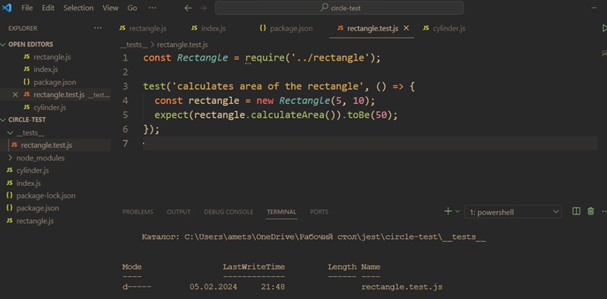 File Edit Selection View Go ... circle-test
EXPLORER ...
OPEN EDITORS
rectangle.js
index.js
package.json
rectangle.test.js __test...
cylinder.js
CIRCLE-TEST
__tests__
rectangle.test.js
node_modules
cylinder.js
index.js
package-lock.json
package.json
rectangle.js
rectangle.js index.js package.json rectangle.test.js cylinder.js
__tests__ > rectangle.test.js
1 const Rectangle = require('../rectangle');
2
3 test('calculates area of the rectangle', () => {
4 const rectangle = new Rectangle(5, 10);
5 expect(rectangle.calculateArea()).toBe(50);
6 });
7
PROBLEMS OUTPUT DEBUG CONSOLE TERMINAL PORTS 1: powershell
Каталог: C:\Users\amets\OneDrive\Рабочий стол\jest\circle-test\__tests__
Mode LastWriteTime Length Name
---- ------------- ------ ----
d----- 05.02.2024 21:48 rectangle.test.js